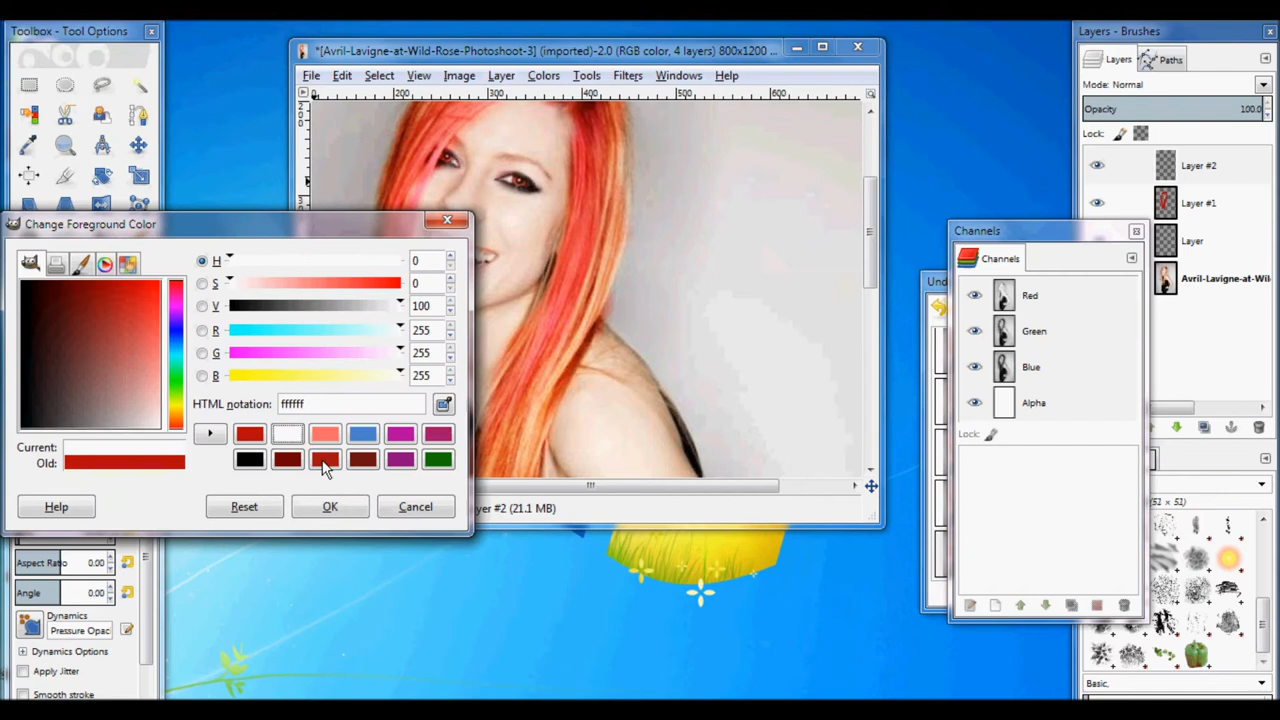 Toolbox - Tool Options
*[Avril-Lavigne-at-Wild-Rose-Photoshoot-3] (imported)-2.0 (RGB color, 4 layers) 800x1200 ...
File Edit Select View Image Layer Colors Tools Filters Windows Help
200 300 400 500 600
Layers - Brushes
Layers Paths
Mode: Normal
Opacity 100.0
Lock:
Layer #2
Layer #1
Layer
Avril-Lavigne-at-Wil
Change Foreground Color
H 0
S 0
V 100
R 255
G 255
B 255
HTML notation: ffffff
Current:
Old:
Help Reset OK Cancel
yer #2 (21.1 MB)
Und
Channels
Channels
Red
Green
Blue
Alpha
Lock:
(51 × 51)
Basic,
Aspect Ratio 0.00
Angle 0.00
Dynamics
Pressure Opac
Dynamics Options
Apply Jitter
Smooth stroke